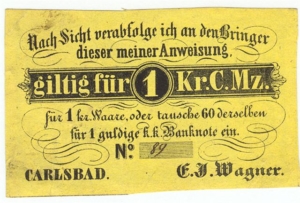 Nach Sicht verabfolge ich an den Bringer
dieser meiner Anweisung.
giltig für 1 Kr. C. Mz.
für 1 kr. Waare, oder tausche 60 derselben
für 1 guldige k. k. Banknote ein.
No. 89
CARLSBAD. E. J. Wagner.